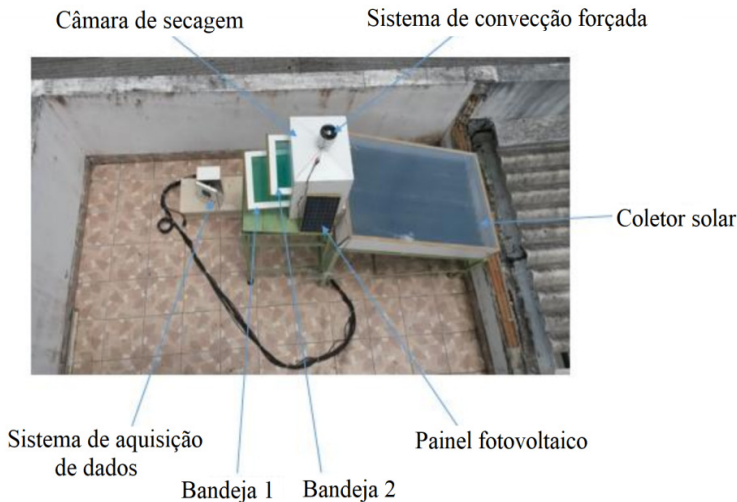 Câmara de secagem
Sistema de convecção forçada
Coletor solar
Sistema de aquisição
de dados
Painel fotovoltaico
Bandeja 1
Bandeja 2